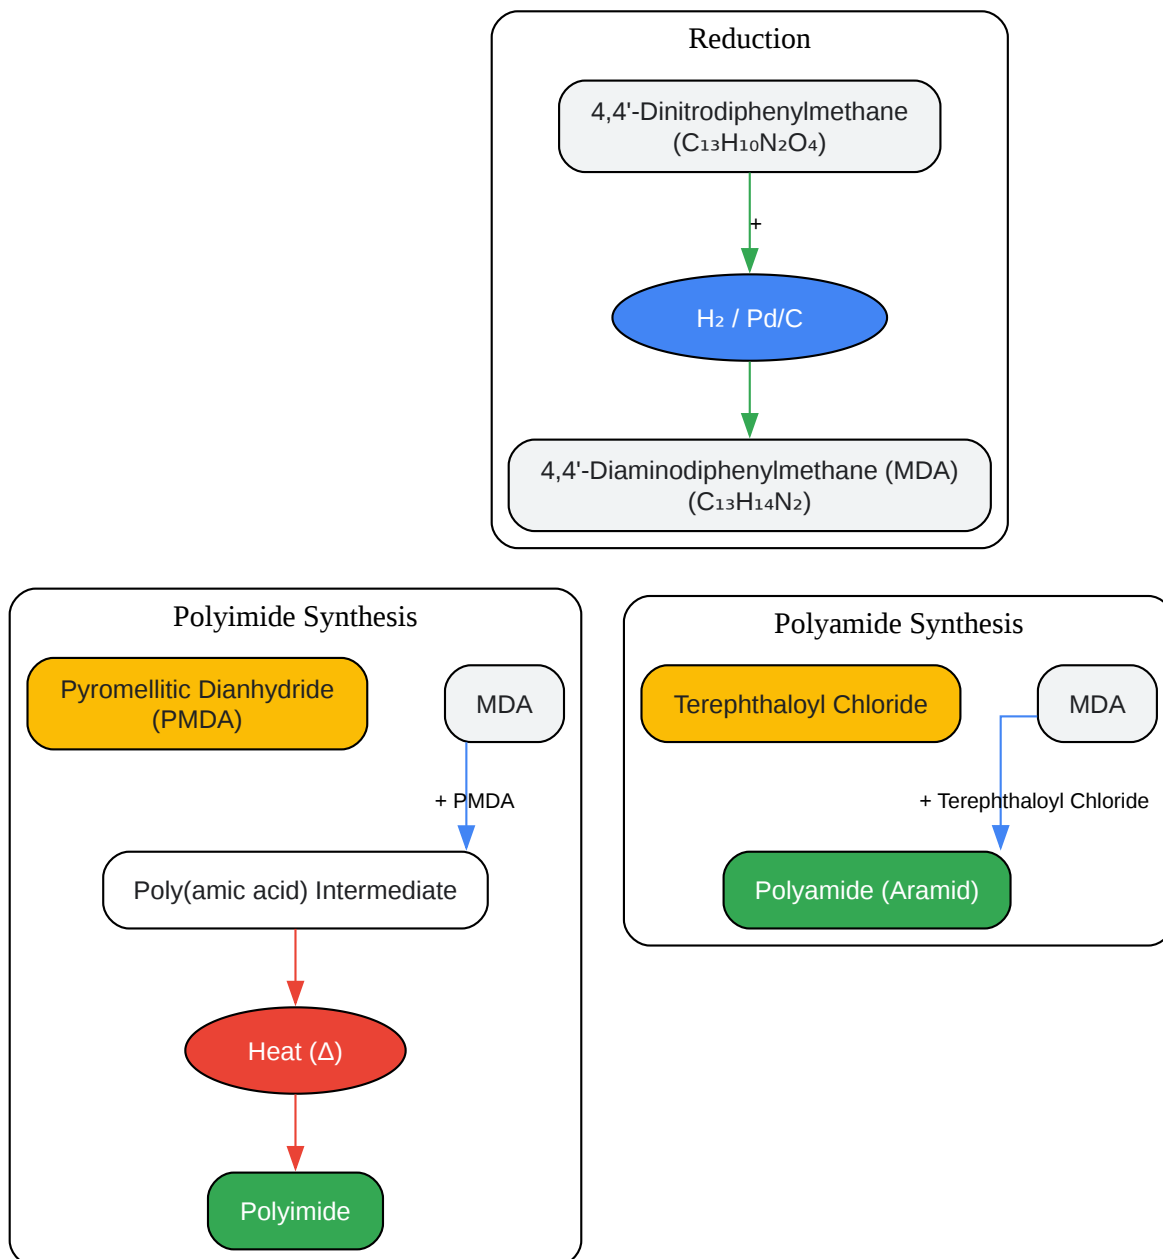 Reduction
4,4'-Dinitrodiphenylmethane
(C₁₃H₁₀N₂O₄)
+
H₂ / Pd/C
4,4'-Diaminodiphenylmethane (MDA)
(C₁₃H₁₄N₂)
Polyimide Synthesis
Pyromellitic Dianhydride
(PMDA)
MDA
+ PMDA
Poly(amic acid) Intermediate
Heat (Δ)
Polyimide
Polyamide Synthesis
Terephthaloyl Chloride
MDA
+ Terephthaloyl Chloride
Polyamide (Aramid)